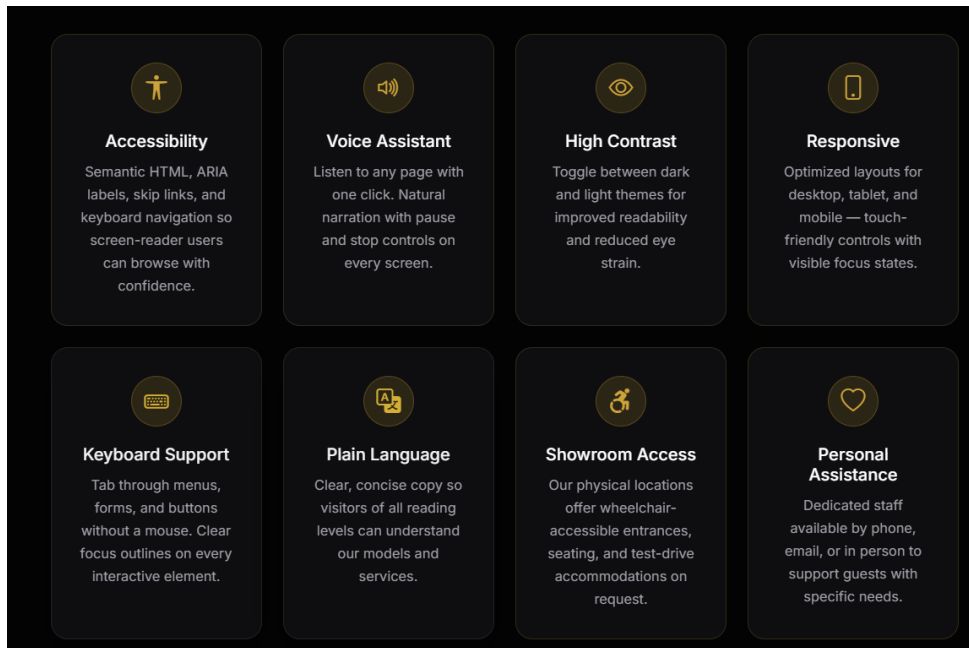 Accessibility
Semantic HTML, ARIA
labels, skip links, and
keyboard navigation so
screen-reader users
can browse with
confidence.
Voice Assistant
Listen to any page with
one click. Natural
narration with pause
and stop controls on
every screen.
High Contrast
Toggle between dark
and light themes for
improved readability
and reduced eye
strain.
Responsive
Optimized layouts for
desktop, tablet, and
mobile — touch-
friendly controls with
visible focus states.
Keyboard Support
Tab through menus,
forms, and buttons
without a mouse. Clear
focus outlines on every
interactive element.
A
文
Plain Language
Clear, concise copy so
visitors of all reading
levels can understand
our models and
services.
Showroom Access
Our physical locations
offer wheelchair-
accessible entrances,
seating, and test-drive
accommodations on
request.
Personal
Assistance
Dedicated staff
available by phone,
email, or in person to
support guests with
specific needs.